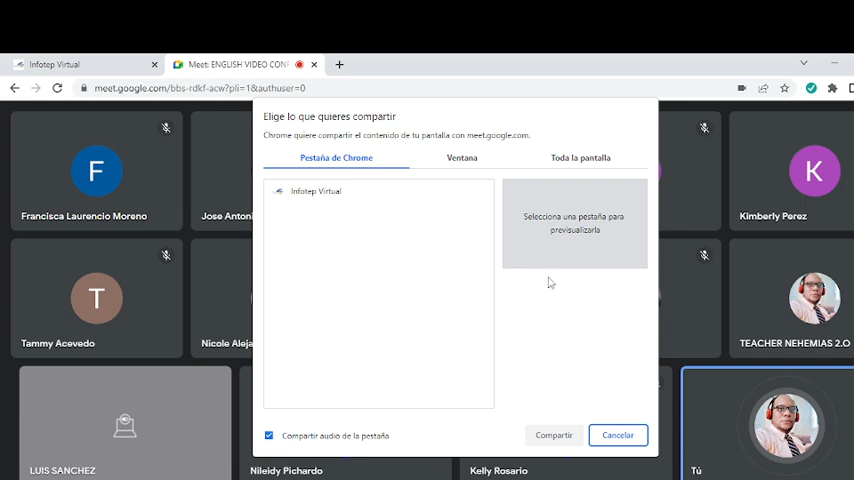 Infotep Virtual
Meet: ENGLISH VIDEO CONF
meet.google.com/bbs-rdkf-acw?pli=1&authuser=0
Elige lo que quieres compartir
Chrome quiere compartir el contenido de tu pantalla con meet.google.com.
Pestaña de Chrome
Ventana
Toda la pantalla
Infotep Virtual
Selecciona una pestaña para
previsualizarla
F
Francisca Laurencio Moreno
Jose Antoni
K
Kimberly Perez
T
Tammy Acevedo
Nicole Aleja
TEACHER NEHEMIAS 2.O
Compartir audio de la pestaña
Compartir
Cancelar
LUIS SANCHEZ
Nileidy Pichardo
Kelly Rosario
Tú